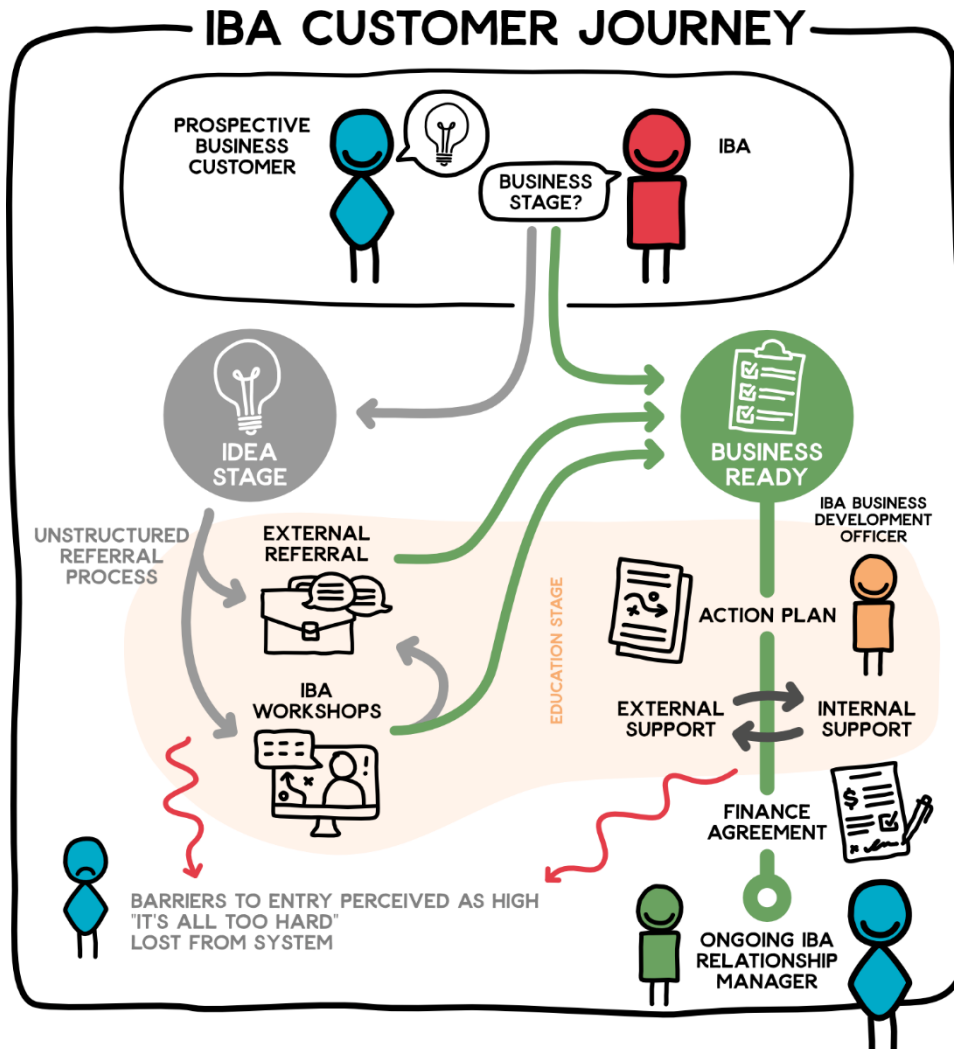 IBA CUSTOMER JOURNEY
PROSPECTIVE
BUSINESS
CUSTOMER
IBA
BUSINESS
STAGE?
IDEA
STAGE
BUSINESS
READY
UNSTRUCTURED
REFERRAL
PROCESS
EXTERNAL
REFERRAL
IBA BUSINESS
DEVELOPMENT
OFFICER
EDUCATION STAGE
ACTION PLAN
IBA
WORKSHOPS
EXTERNAL
SUPPORT
INTERNAL
SUPPORT
FINANCE
AGREEMENT
BARRIERS TO ENTRY PERCEIVED AS HIGH
"IT'S ALL TOO HARD"
LOST FROM SYSTEM
ONGOING IBA
RELATIONSHIP
MANAGER